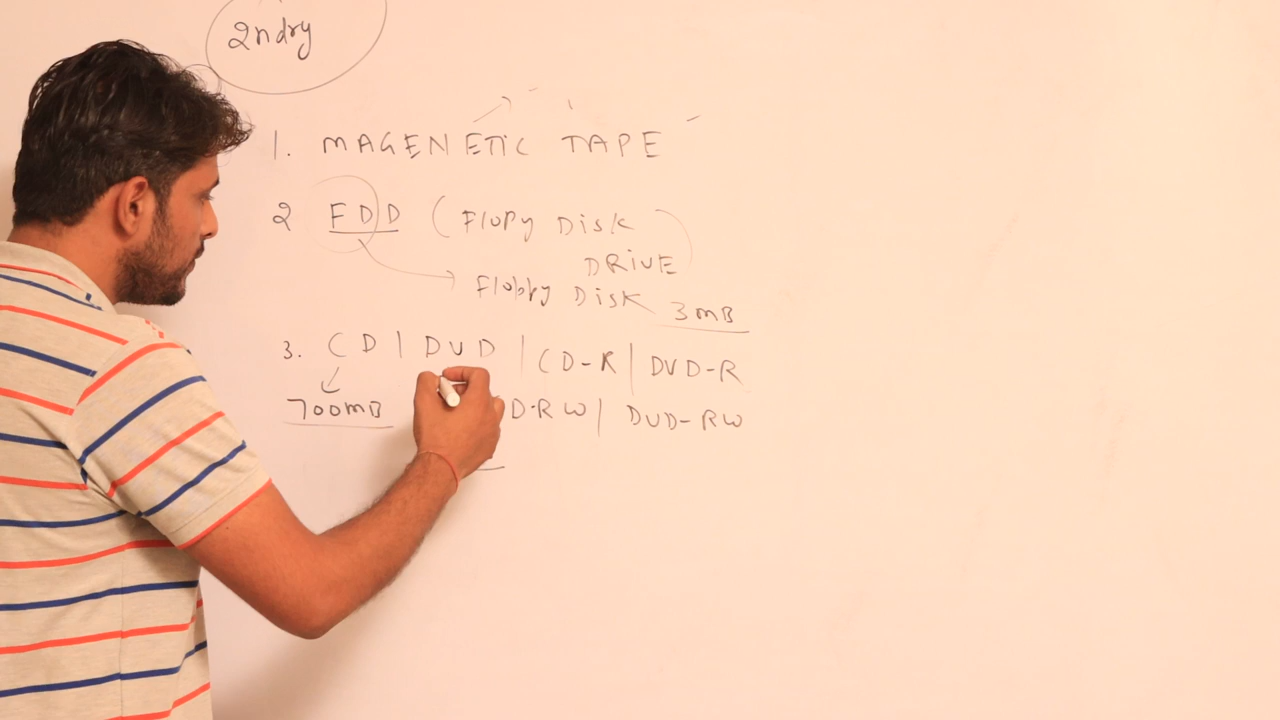 2ndry
1. MAGENETIC TAPE
2 FDD (Flopy Disk
DRIVE)
Floppy Disk 3MB
3. CD | DVD | CD-R | DVD-R
700MB D-RW | DVD-RW